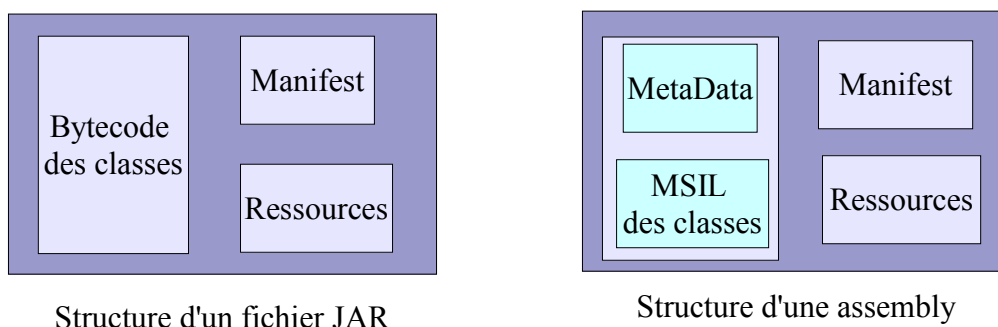 Bytecode
des classes
Manifest
Ressources
Structure d'un fichier JAR
MetaData
MSIL
des classes
Manifest
Ressources
Structure d'une assembly